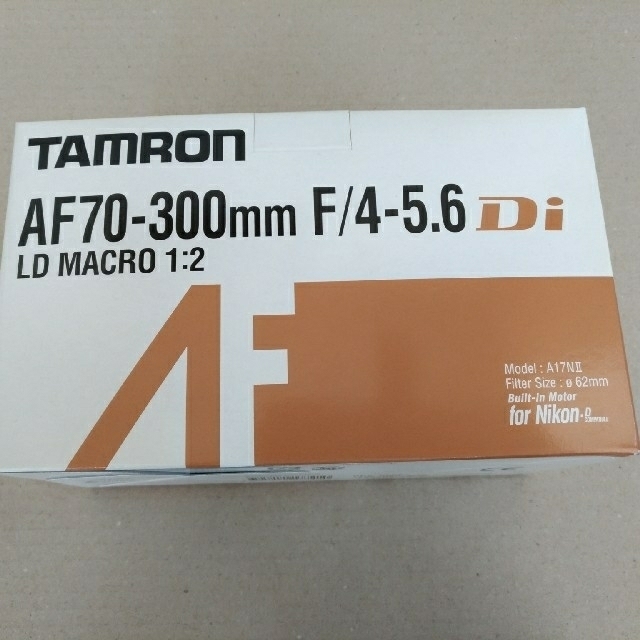 TAMRON
AF70-300mm F/4-5.6 Di
LD MACRO 1:2
AF
Model : A17NII
Filter Size : ø 62mm
Built-In Motor
for Nikon-D